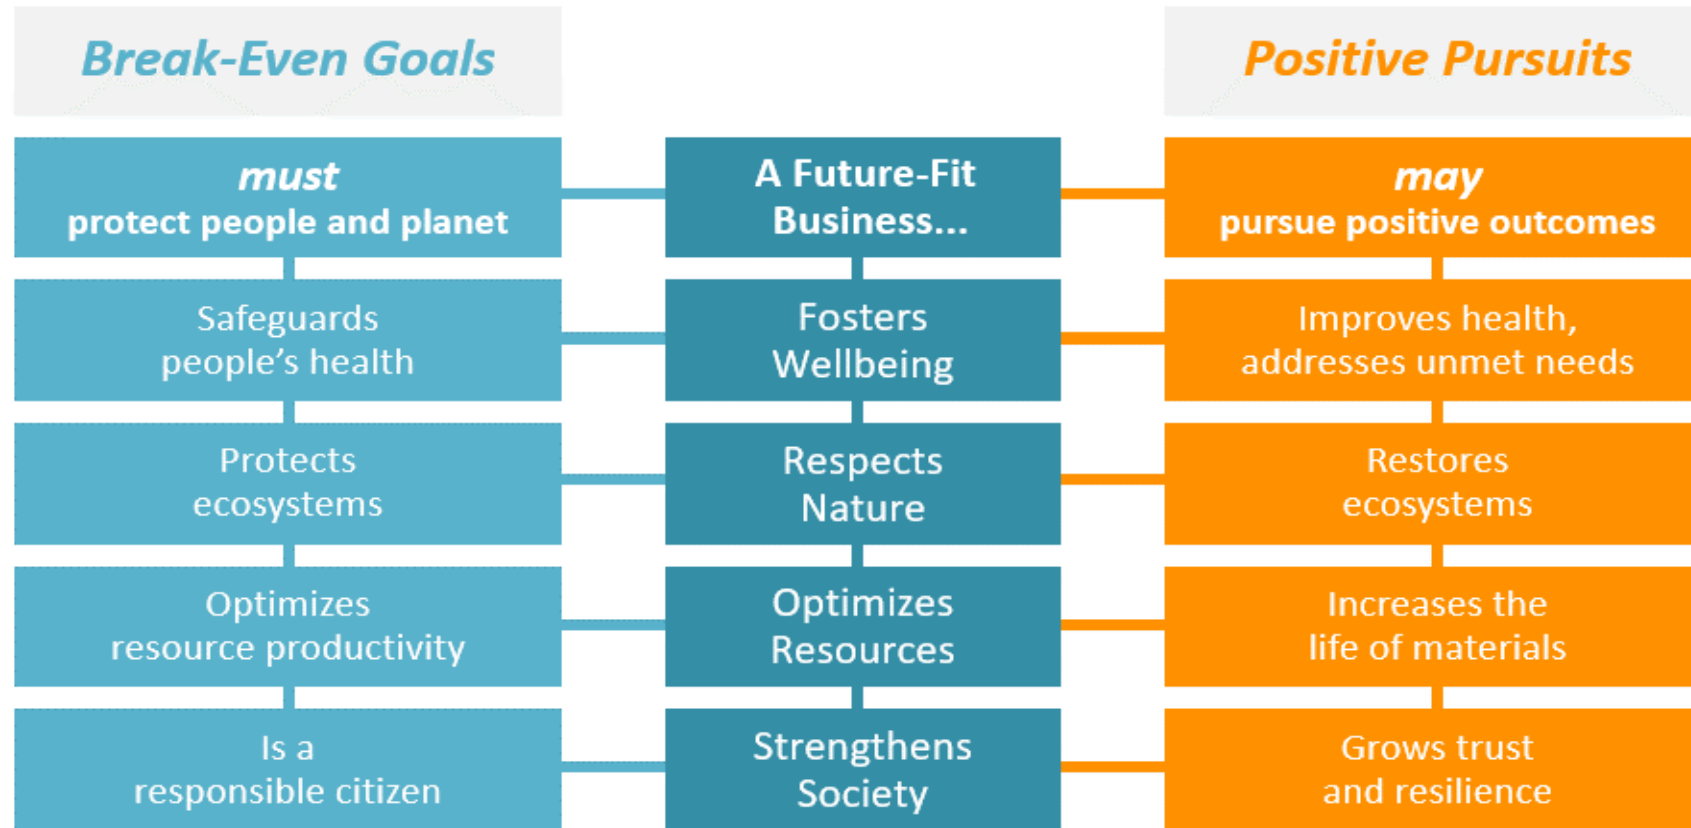 Break-Even Goals
Positive Pursuits
must
protect people and planet
A Future-Fit
Business...
may
pursue positive outcomes
Safeguards
people’s health
Fosters
Wellbeing
Improves health,
addresses unmet needs
Protects
ecosystems
Respects
Nature
Restores
ecosystems
Optimizes
resource productivity
Optimizes
Resources
Increases the
life of materials
Is a
responsible citizen
Strengthens
Society
Grows trust
and resilience